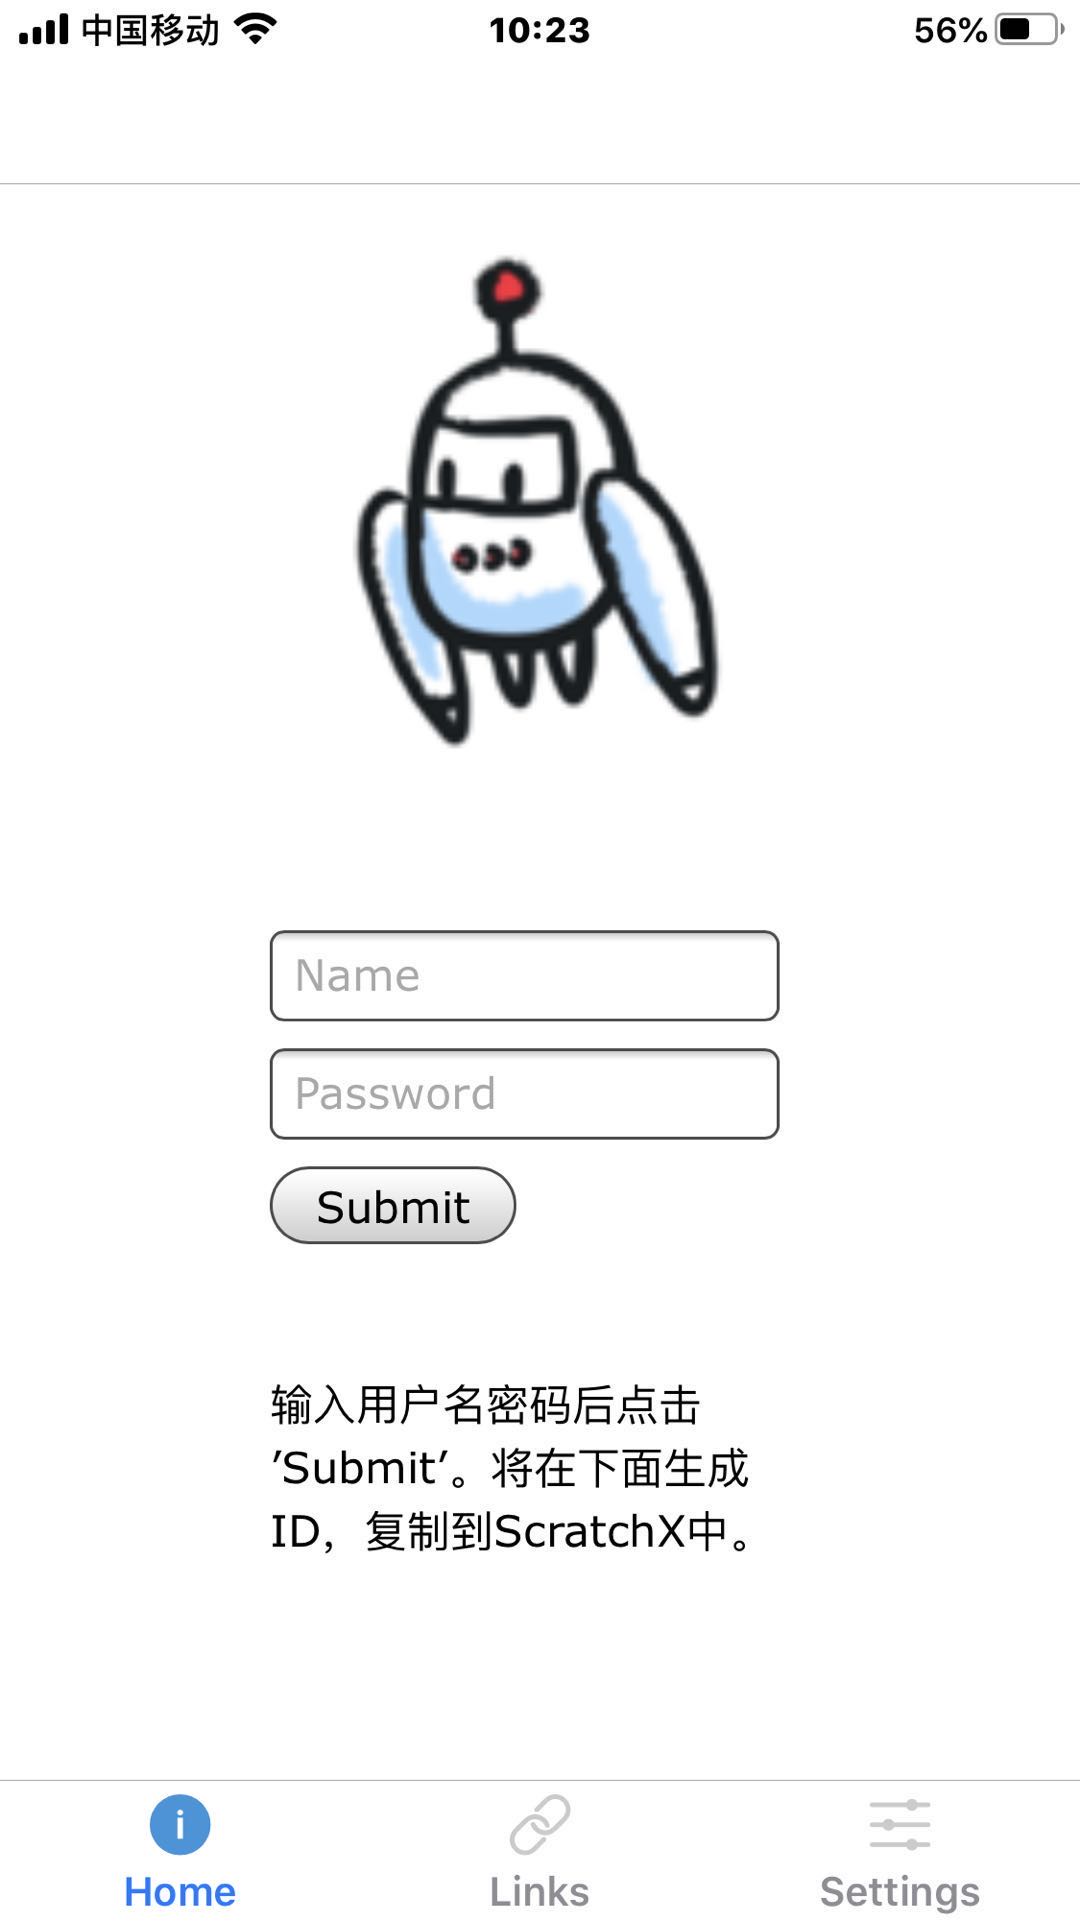 中国移动 10:23 56%
Name
Password
Submit
输入用户名密码后点击
’Submit’。将在下面生成
ID，复制到ScratchX中。
Home Links Settings